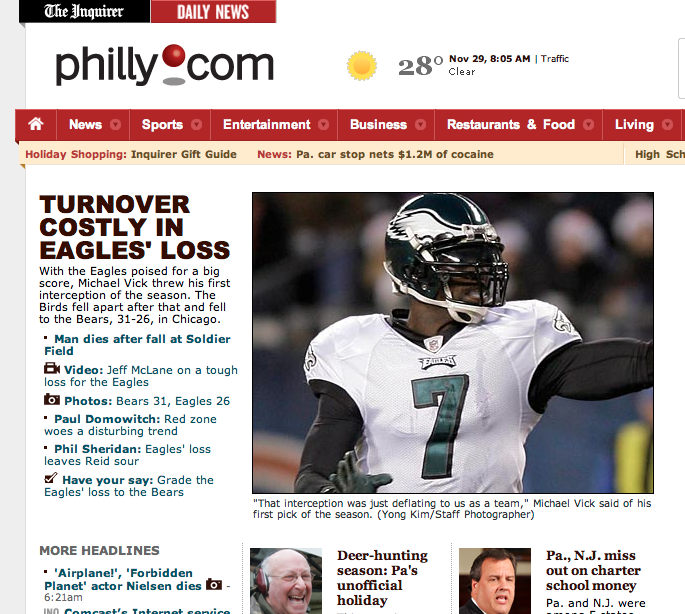 The Inquirer
DAILY NEWS
philly.com
28° Nov 29, 8:05 AM | Traffic
Clear
News
Sports
Entertainment
Business
Restaurants & Food
Living
Holiday Shopping: Inquirer Gift Guide
News: Pa. car stop nets $1.2M of cocaine
High Sch
TURNOVER
COSTLY IN
EAGLES' LOSS
With the Eagles poised for a big
score, Michael Vick threw his first
interception of the season. The
Birds fell apart after that and fell
to the Bears, 31-26, in Chicago.
Man dies after fall at Soldier
Field
Video: Jeff McLane on a tough
loss for the Eagles
Photos: Bears 31, Eagles 26
Paul Domowitch: Red zone
woes a disturbing trend
Phil Sheridan: Eagles' loss
leaves Reid sour
Have your say: Grade the
Eagles' loss to the Bears
EAGLES
7
"That interception was just deflating to us as a team," Michael Vick said of his
first pick of the season. (Yong Kim/Staff Photographer)
MORE HEADLINES
'Airplane!', 'Forbidden
Planet' actor Nielsen dies -
6:21am
INQ Comcast's Internet service
Deer-hunting
season: Pa's
unofficial
holiday
Pa., N.J. miss
out on charter
school money
Pa. and N.J. were